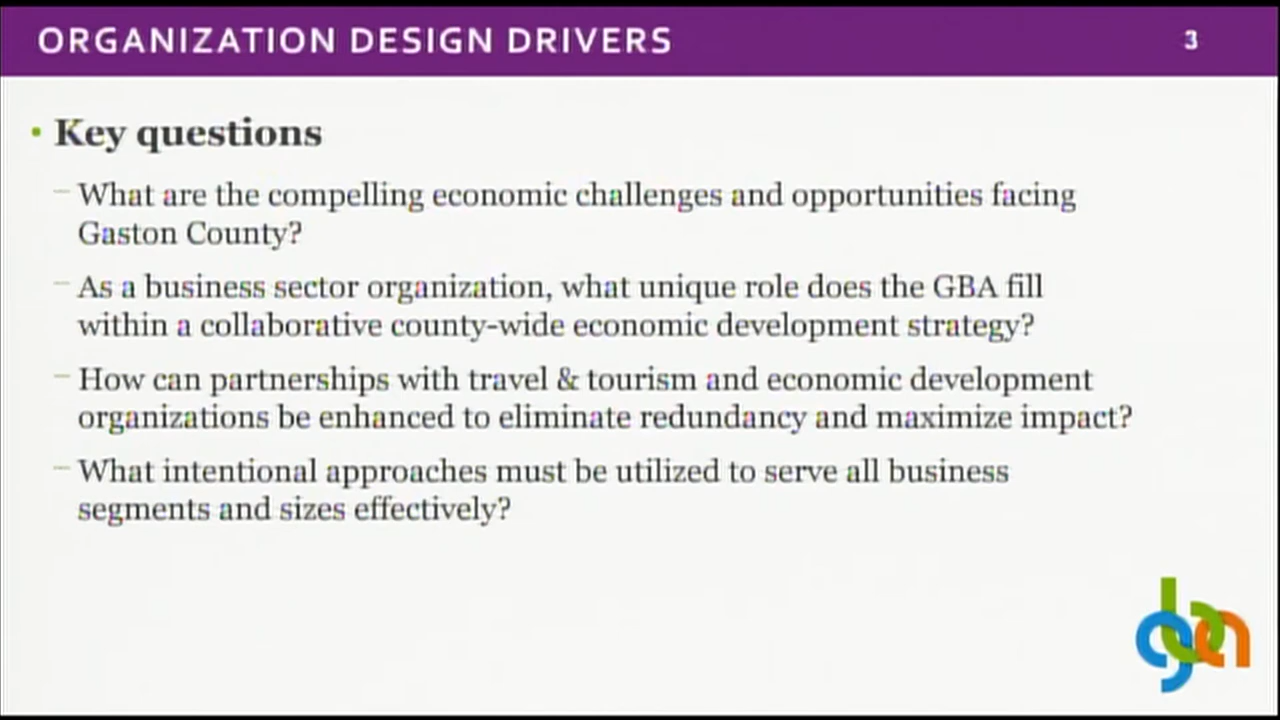 ORGANIZATION DESIGN DRIVERS 3
• Key questions
– What are the compelling economic challenges and opportunities facing
Gaston County?
– As a business sector organization, what unique role does the GBA fill
within a collaborative county-wide economic development strategy?
– How can partnerships with travel & tourism and economic development
organizations be enhanced to eliminate redundancy and maximize impact?
– What intentional approaches must be utilized to serve all business
segments and sizes effectively?
gba